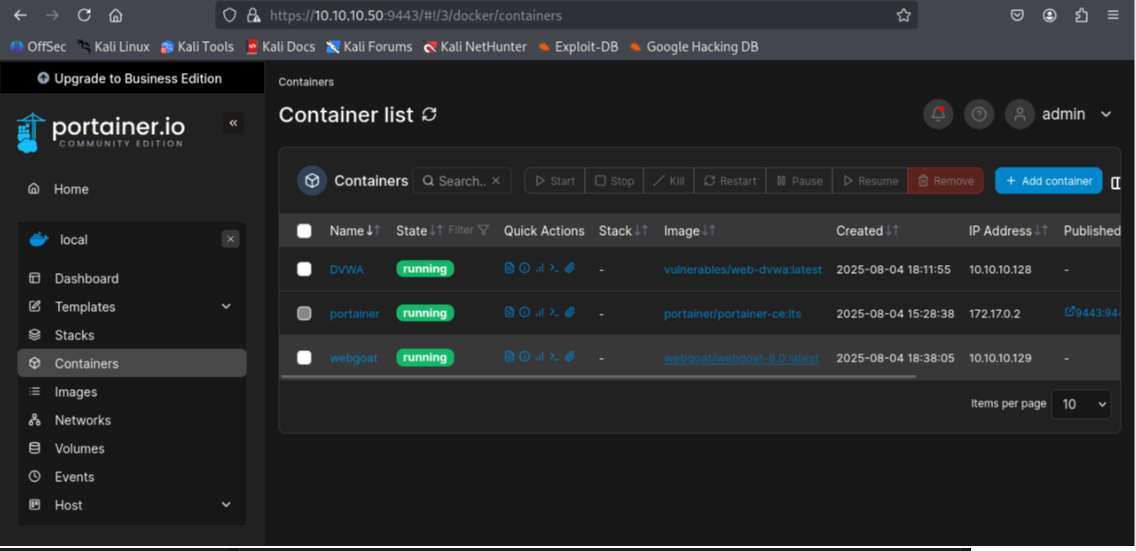 https://10.10.10.50:9443/#!/3/docker/containers
OffSec Kali Linux Kali Tools Kali Docs Kali Forums Kali NetHunter Exploit-DB Google Hacking DB
Upgrade to Business Edition
portainer.io
COMMUNITY EDITION
Home
local
Dashboard
Templates
Stacks
Containers
Images
Networks
Volumes
Events
Host
Containers
Container list
admin
Containers Search.. Start Stop Kill Restart Pause Resume Remove + Add container
Name State Filter Quick Actions Stack Image Created IP Address Published
DVWA running - vulnerables/web-dvwa:latest 2025-08-04 18:11:55 10.10.10.128 -
portainer running - portainer/portainer-ce:lts 2025-08-04 15:28:38 172.17.0.2 9443:944
webgoat running - webgoat/webgoat-8.0:latest 2025-08-04 18:38:05 10.10.10.129 -
Items per page 10